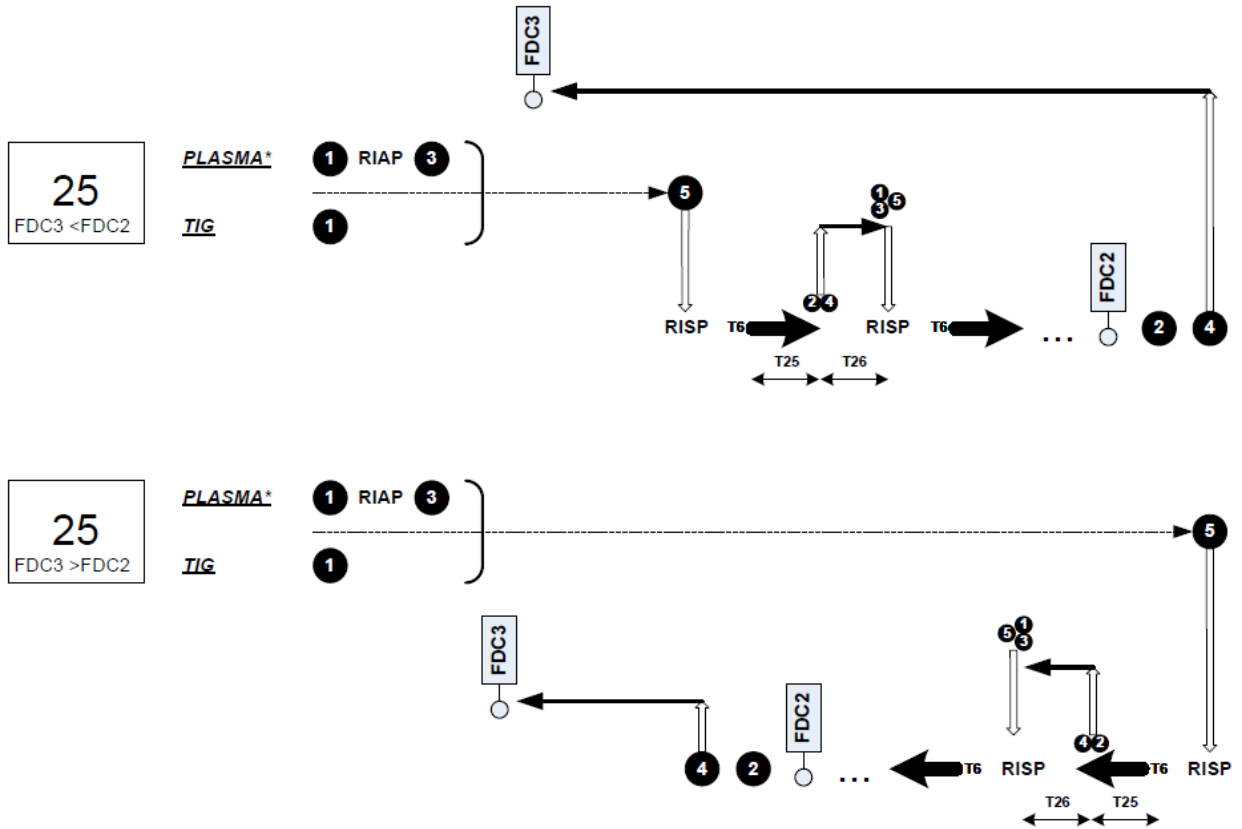 FDC3
25
FDC3 <FDC2
PLASMA*
1 RIAP 3
TIG
1
5
1
3
5
2 4
FDC2
RISP T6 RISP T6 ... 2 4
T25 T26
25
FDC3 >FDC2
PLASMA*
1 RIAP 3
TIG
1
5
FDC3
5
1
3
FDC2
4 2
4 2 ... T6 RISP T6 RISP
T26 T25